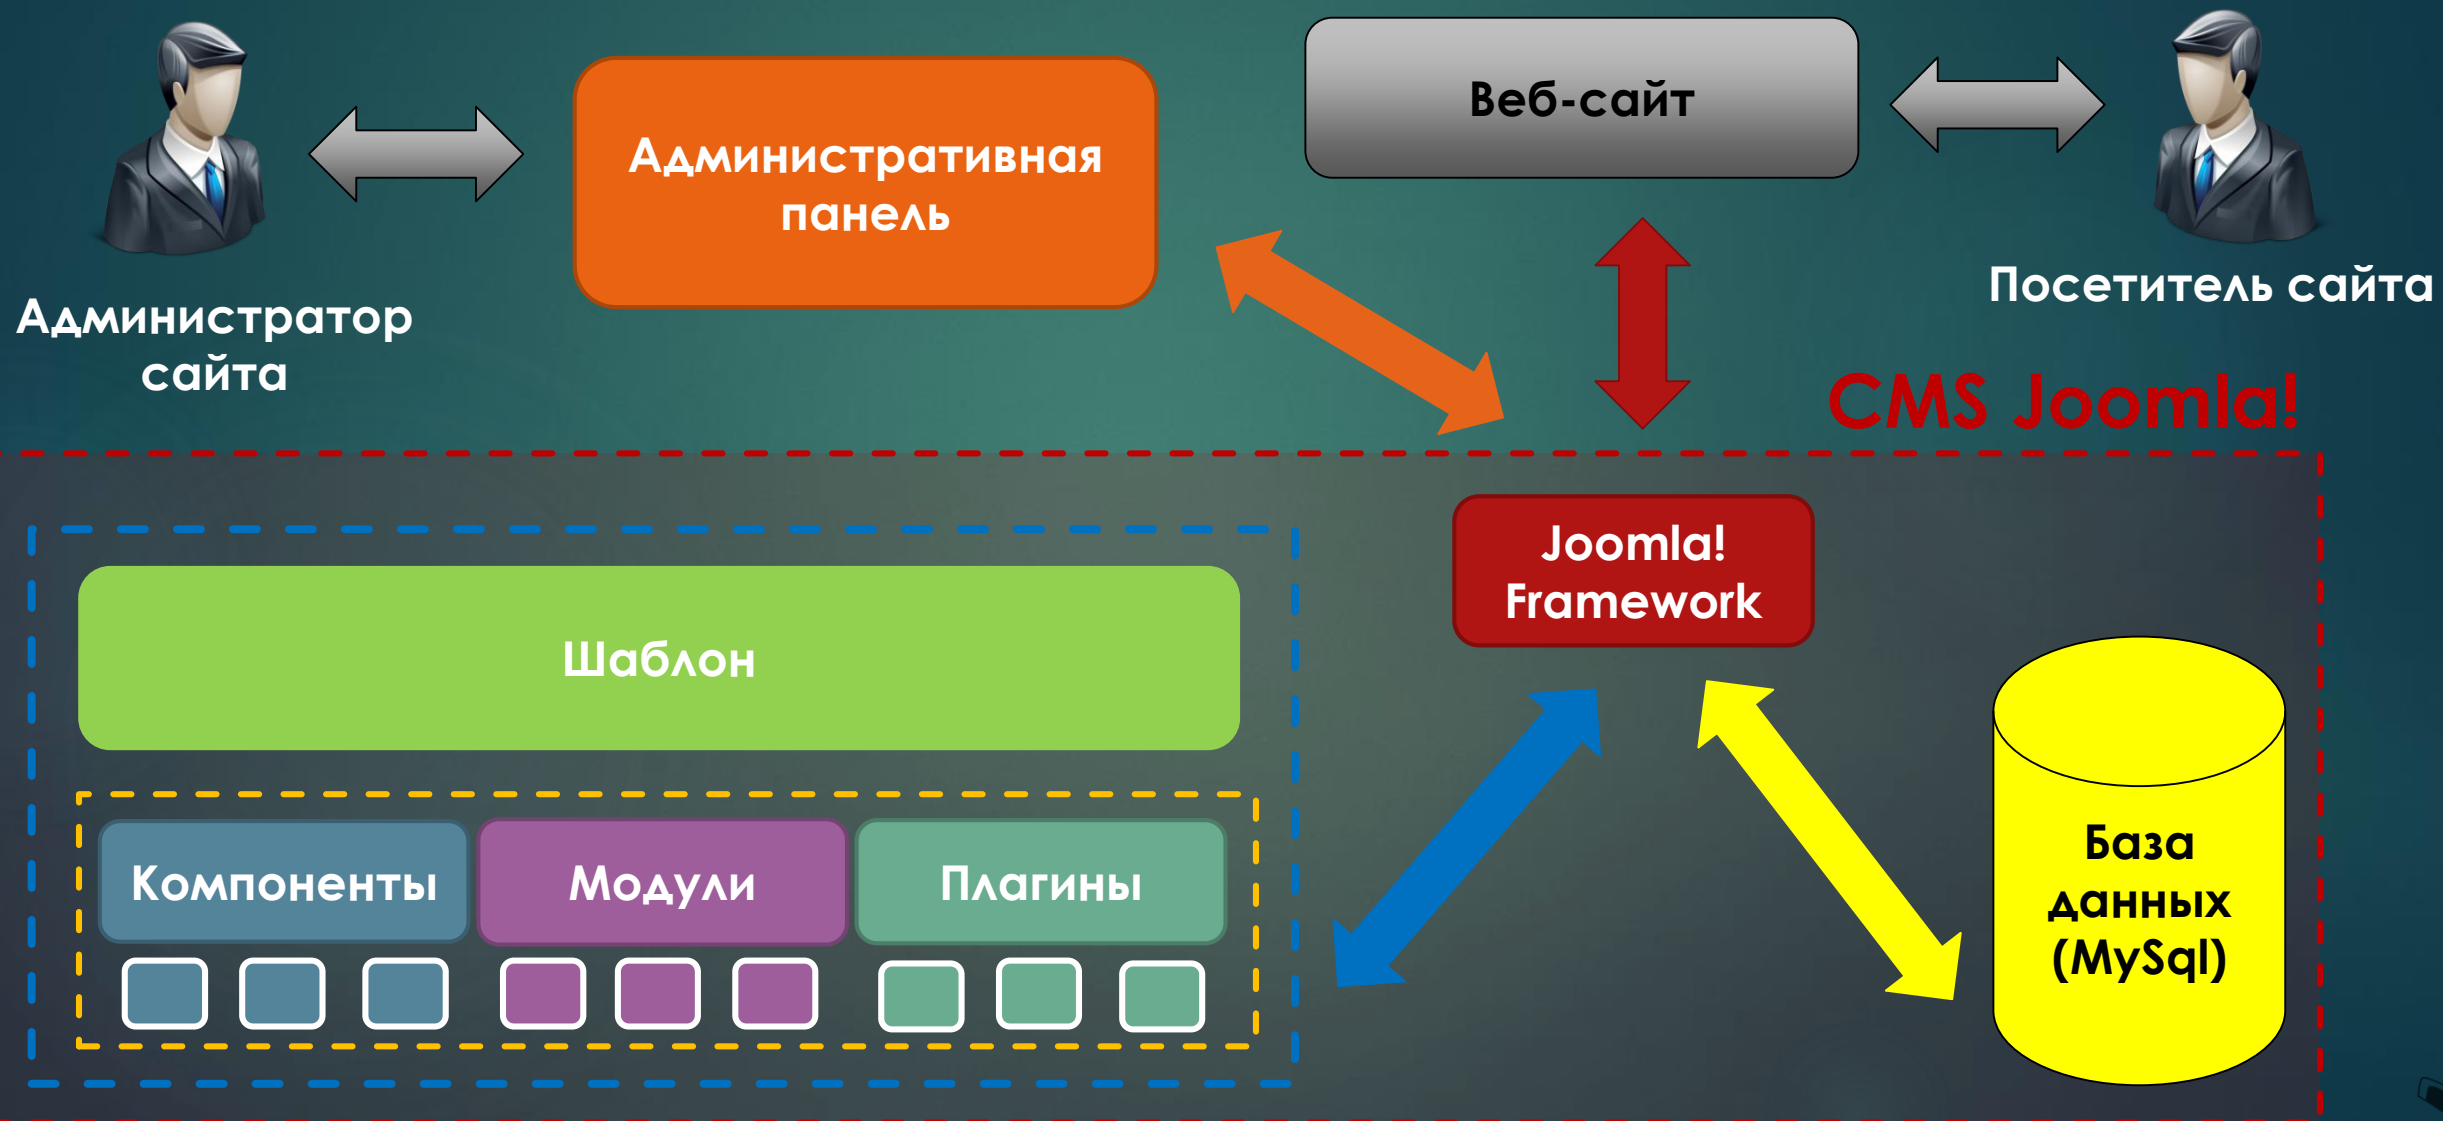 Веб-сайт
Административная
панель
Администратор
сайта
Посетитель сайта
CMS Joomla!
Joomla!
Framework
Шаблон
Компоненты
Модули
Плагины
База
данных
(MySql)